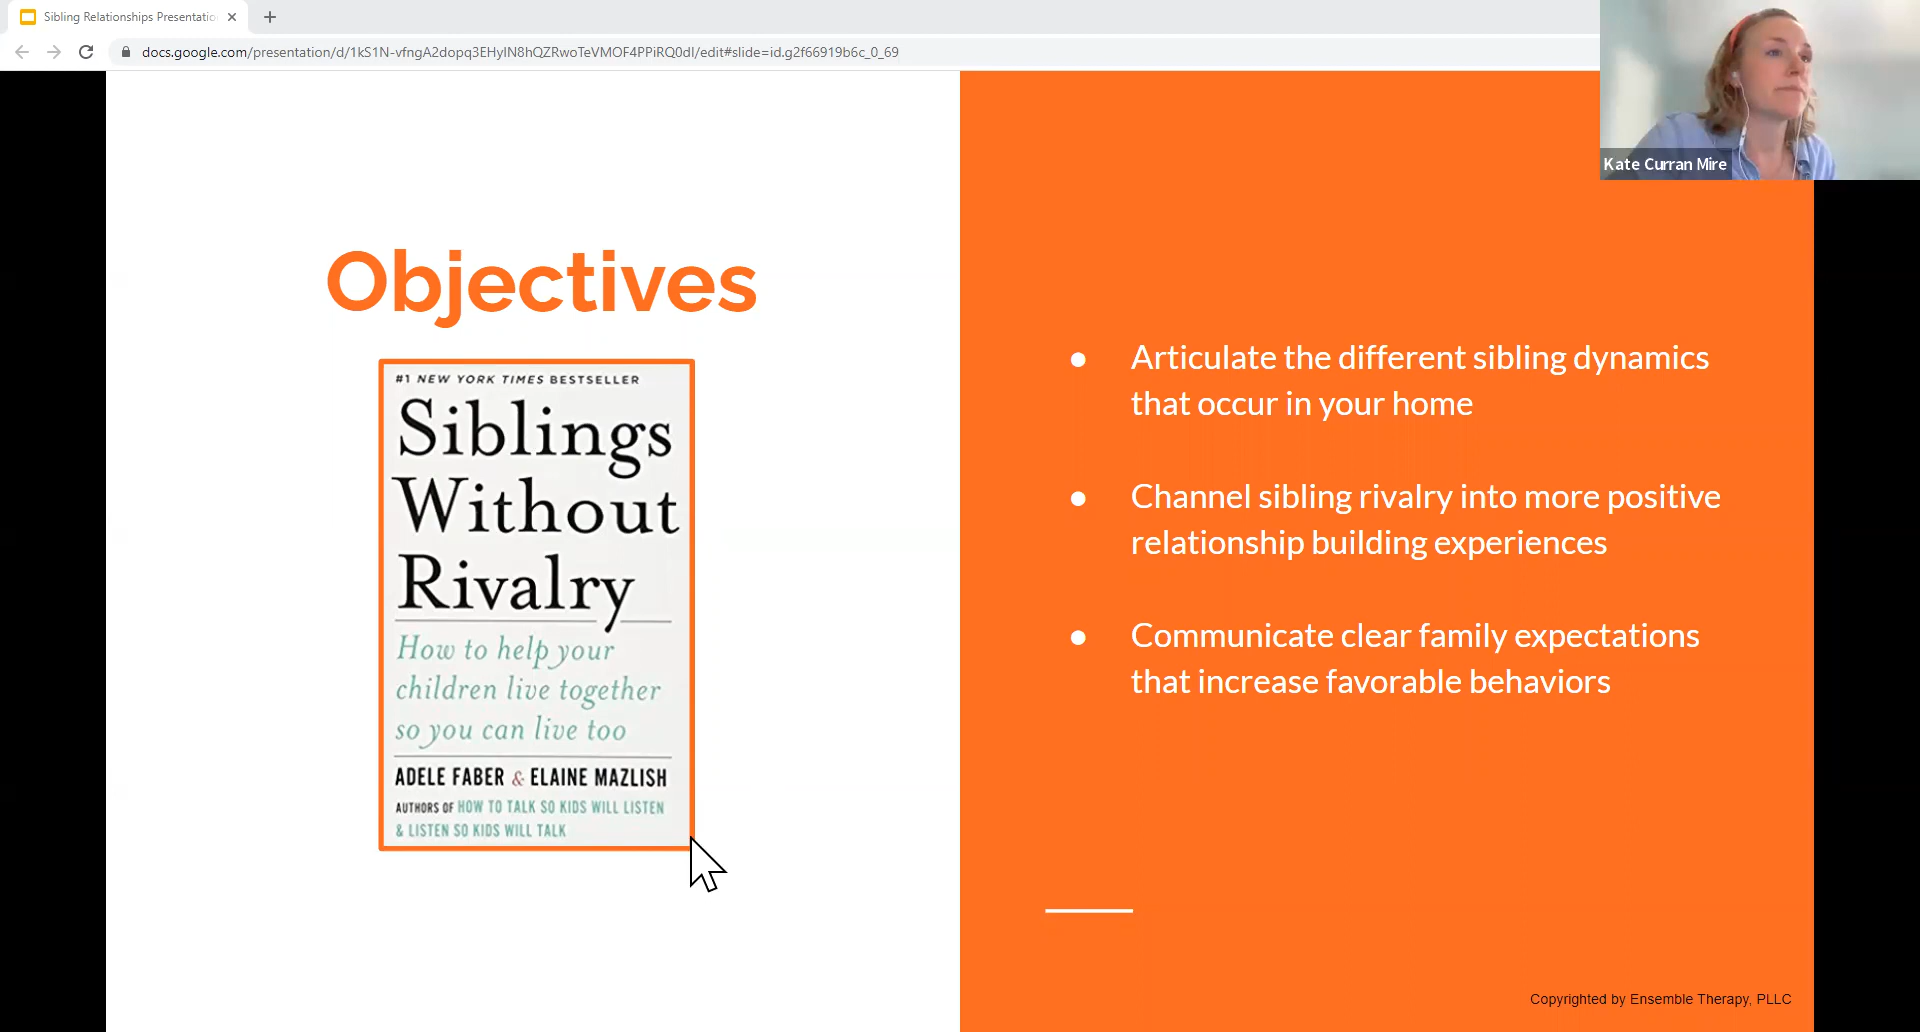 Sibling Relationships Presentatio
docs.google.com/presentation/d/1kS1N-vfngA2dopq3EHyIN8hQZRwoTeVMOF4PPiRQ0dI/edit#slide=id.g2f66919b6c_0_69
Kate Curran Mire
Objectives
#1 NEW YORK TIMES BESTSELLER
Siblings
Without
Rivalry
How to help your
children live together
so you can live too
ADELE FABER & ELAINE MAZLISH
AUTHORS OF HOW TO TALK SO KIDS WILL LISTEN
& LISTEN SO KIDS WILL TALK
● Articulate the different sibling dynamics
that occur in your home
● Channel sibling rivalry into more positive
relationship building experiences
● Communicate clear family expectations
that increase favorable behaviors
Copyrighted by Ensemble Therapy, PLLC